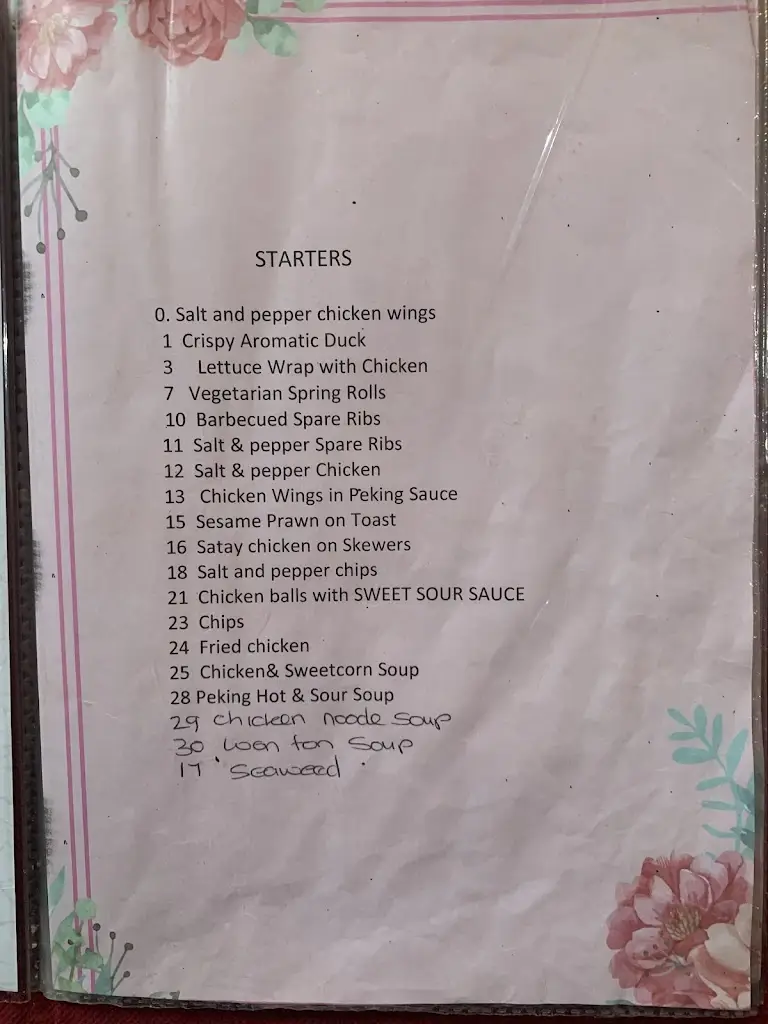 STARTERS
0. Salt and pepper chicken wings
1 Crispy Aromatic Duck
3 Lettuce Wrap with Chicken
7 Vegetarian Spring Rolls
10 Barbecued Spare Ribs
11 Salt & pepper Spare Ribs
12 Salt & pepper Chicken
13 Chicken Wings in Peking Sauce
15 Sesame Prawn on Toast
16 Satay chicken on Skewers
18 Salt and pepper chips
21 Chicken balls with SWEET SOUR SAUCE
23 Chips
24 Fried chicken
25 Chicken& Sweetcorn Soup
28 Peking Hot & Sour Soup
29 chicken noode soup
30 won ton soup
17 seaweed